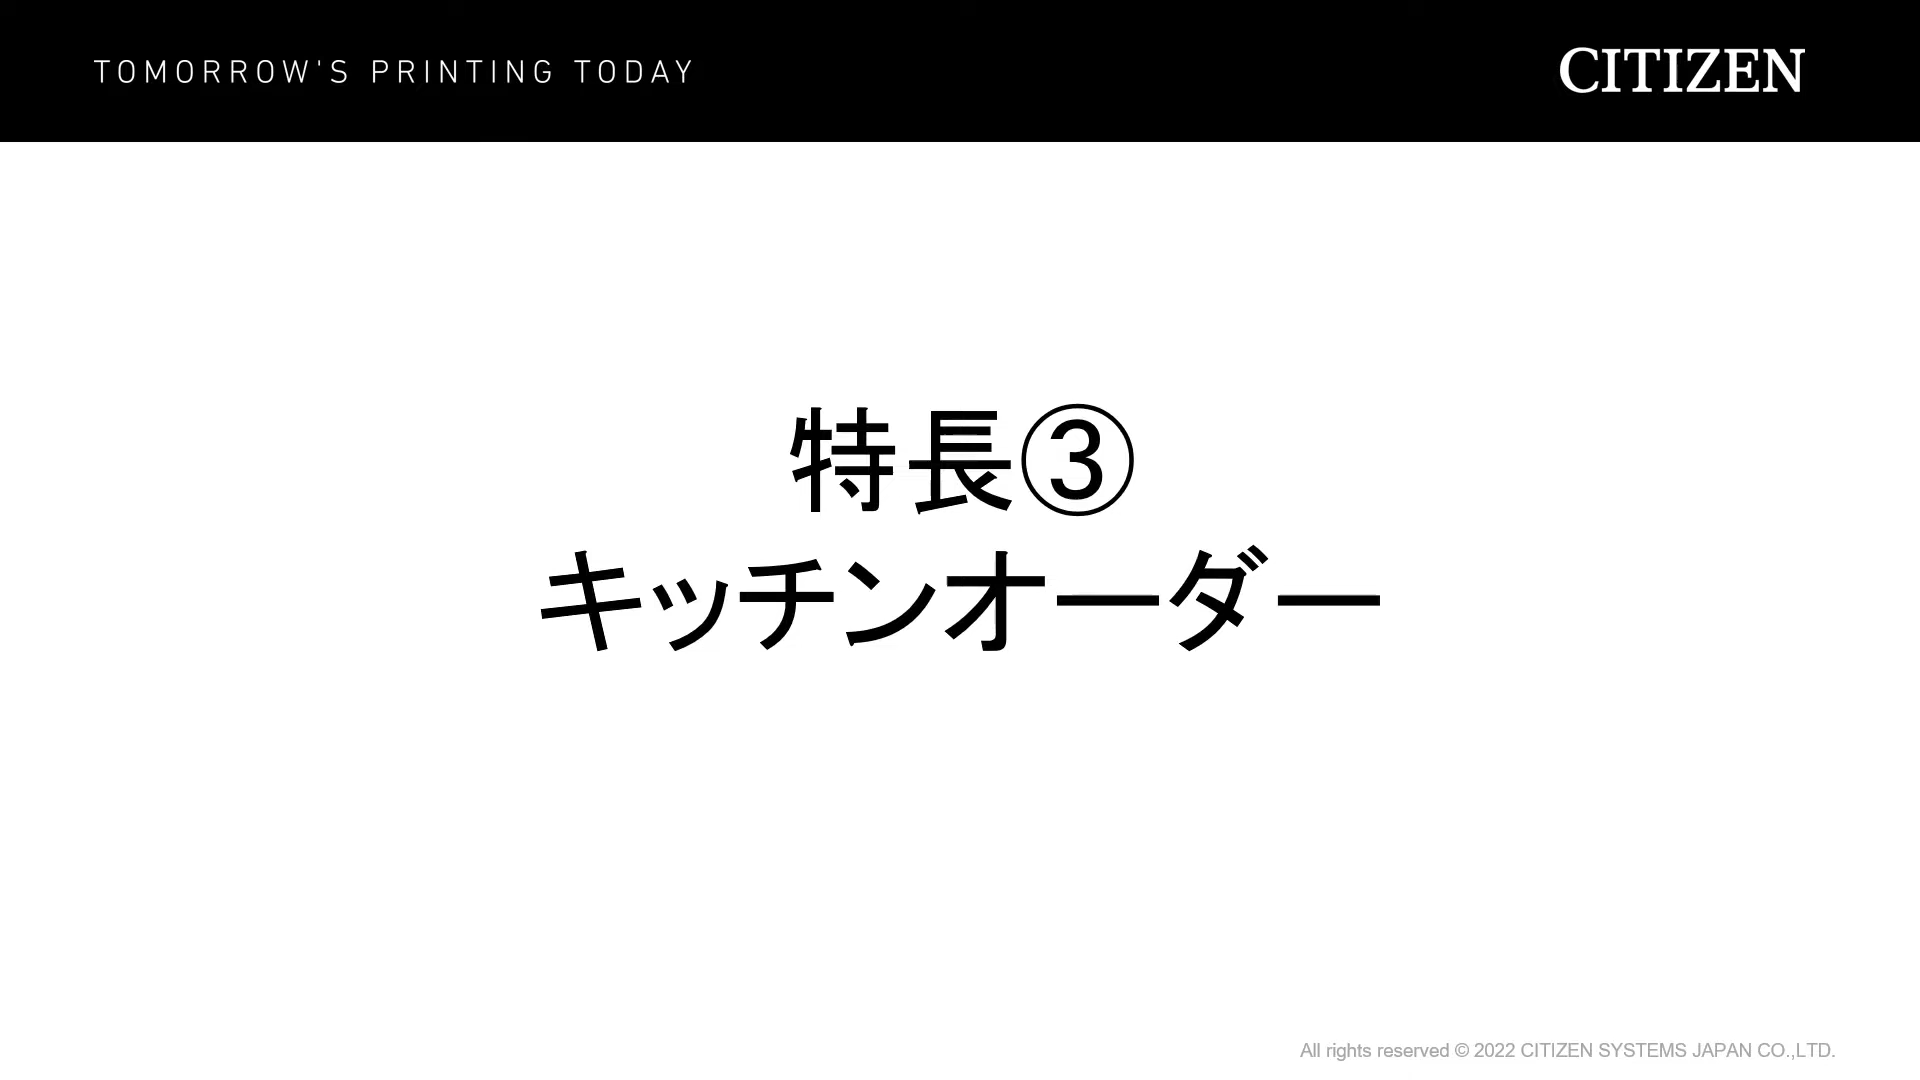 TOMORROW'S PRINTING TODAY
CITIZEN
特長③
キッチンオーダー
All rights reserved © 2022 CITIZEN SYSTEMS JAPAN CO.,LTD.